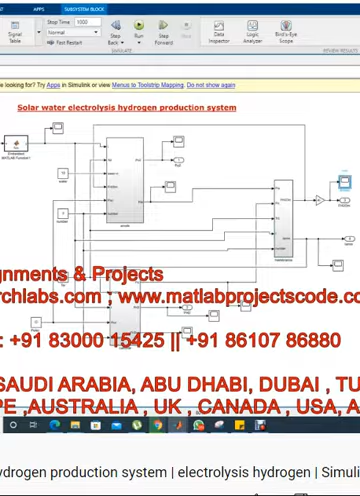 APPS
SUBSYSTEM BLOCK
Stop Time 1000
Normal
Fast Restart
Signal
Table
Step
Back
Run
Step
Forward
Stop
Data
Inspector
Logic
Analyzer
Bird's-Eye
Scope
SIMULATE
REVIEW RESULTS
re looking for? Try Apps in Simulink or view Menus to Toolstrip Mapping. Do not show again
Solar water electrolysis hydrogen production system
gnments & Projects
rchlabs.com ; www.matlabprojectscode.co
: +91 83000 15425 || +91 86107 86880
SAUDI ARABIA, ABU DHABI, DUBAI , TU
PE ,AUSTRALIA , UK , CANADA , USA, A
ydrogen production system | electrolysis hydrogen | Simuli